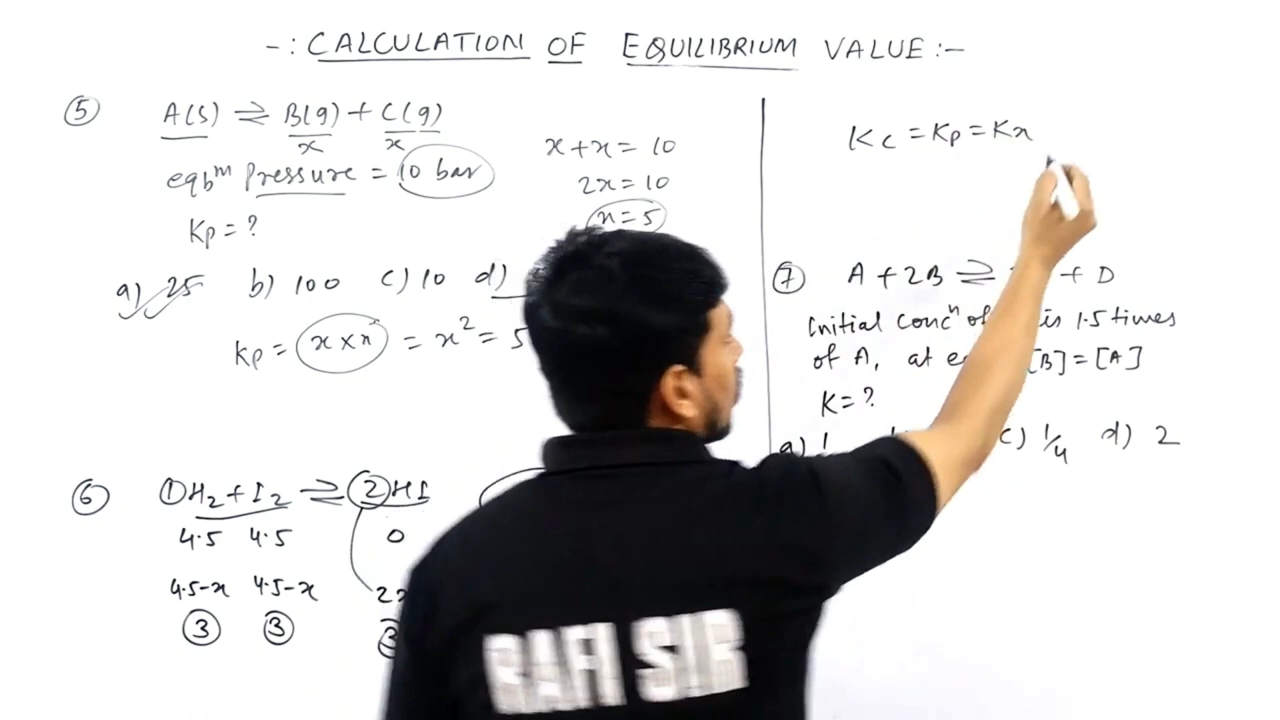 -: CALCULATION OF EQUILIBRIUM VALUE :-
⑤ A(s) ⇌ B(g) + C(g)
x x
eqbᵐ Pressure = 10 bar
Kp = ?
x + x = 10
2x = 10
x = 5
a) 25 b) 100 c) 10 d)
Kp = x × x = x² = 5
⑥ 1H₂ + I₂ ⇌ 2HI
4.5 4.5 0
4.5-x 4.5-x
3 3
Kc = Kp = Kx
⑦ A + 2B ⇌ + D
Initial concⁿ of is 1.5 times
of A, at [B] = [A]
K = ?
a) c) 1/4 d) 2
RAFI SIR